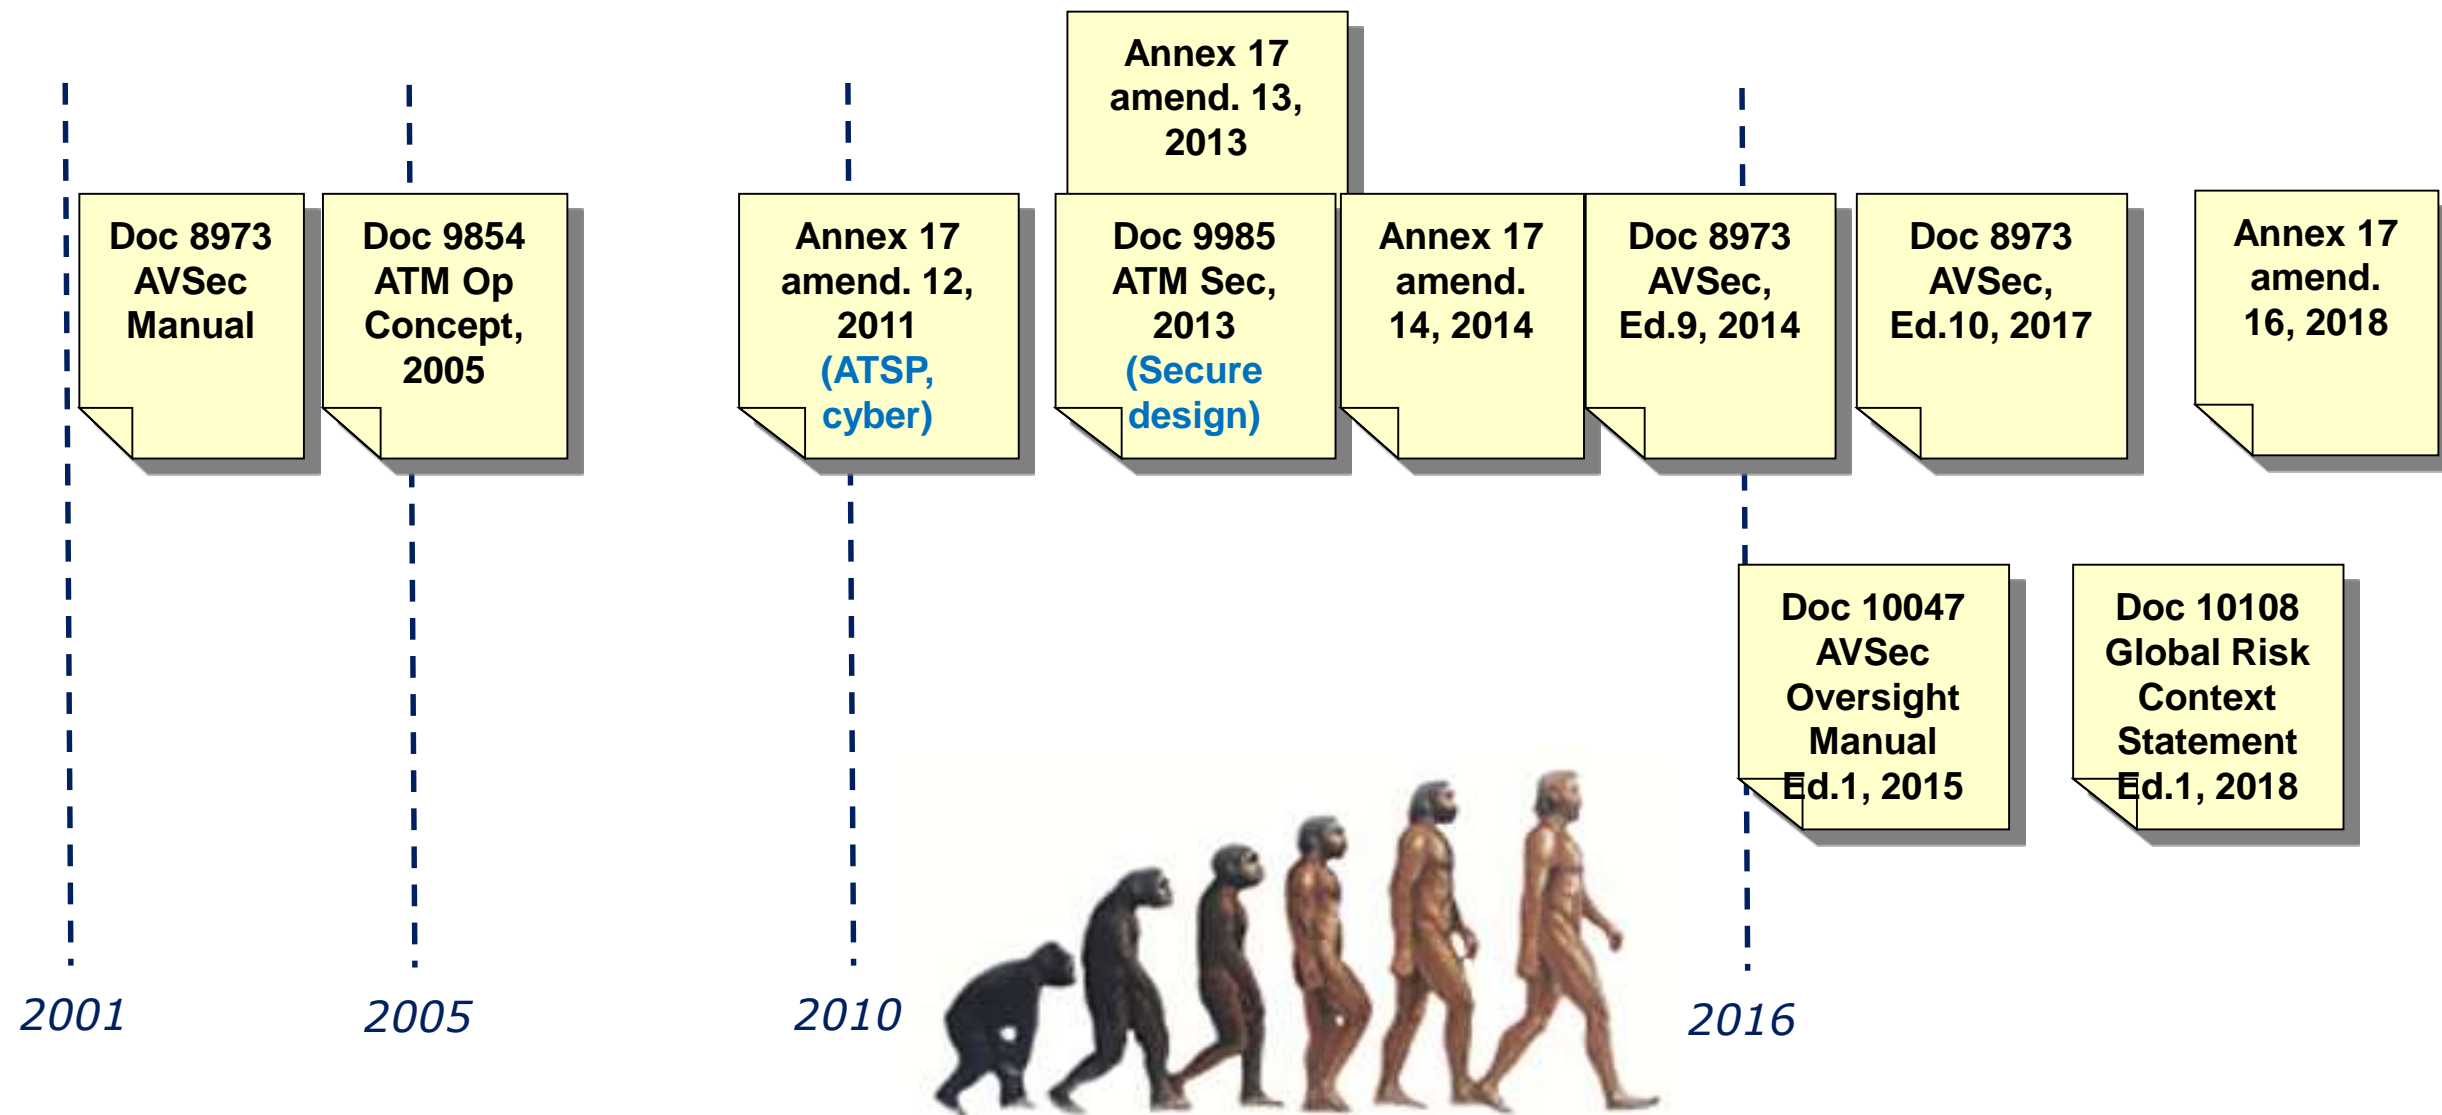 Annex 17
amend. 13,
2013
Doc 8973
AVSec
Manual
Doc 9854
ATM Op
Concept,
2005
Annex 17
amend. 12,
2011
(ATSP,
cyber)
Doc 9985
ATM Sec,
2013
(Secure
design)
Annex 17
amend.
14, 2014
Doc 8973
AVSec,
Ed.9, 2014
Doc 8973
AVSec,
Ed.10, 2017
Annex 17
amend.
16, 2018
Doc 10047
AVSec
Oversight
Manual
Ed.1, 2015
Doc 10108
Global Risk
Context
Statement
Ed.1, 2018
2001
2005
2010
2016